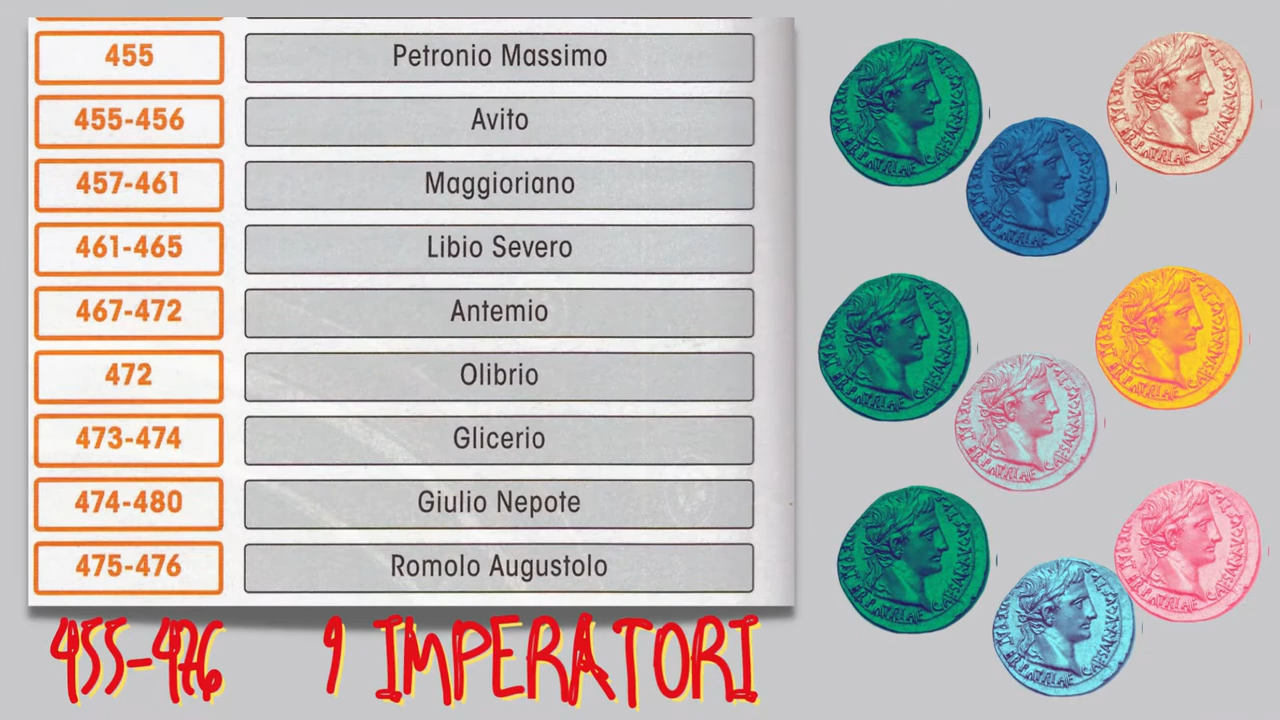 455 Petronio Massimo
455-456 Avito
457-461 Maggioriano
461-465 Libio Severo
467-472 Antemio
472 Olibrio
473-474 Glicerio
474-480 Giulio Nepote
475-476 Romolo Augustolo
455-476 9 IMPERATORI